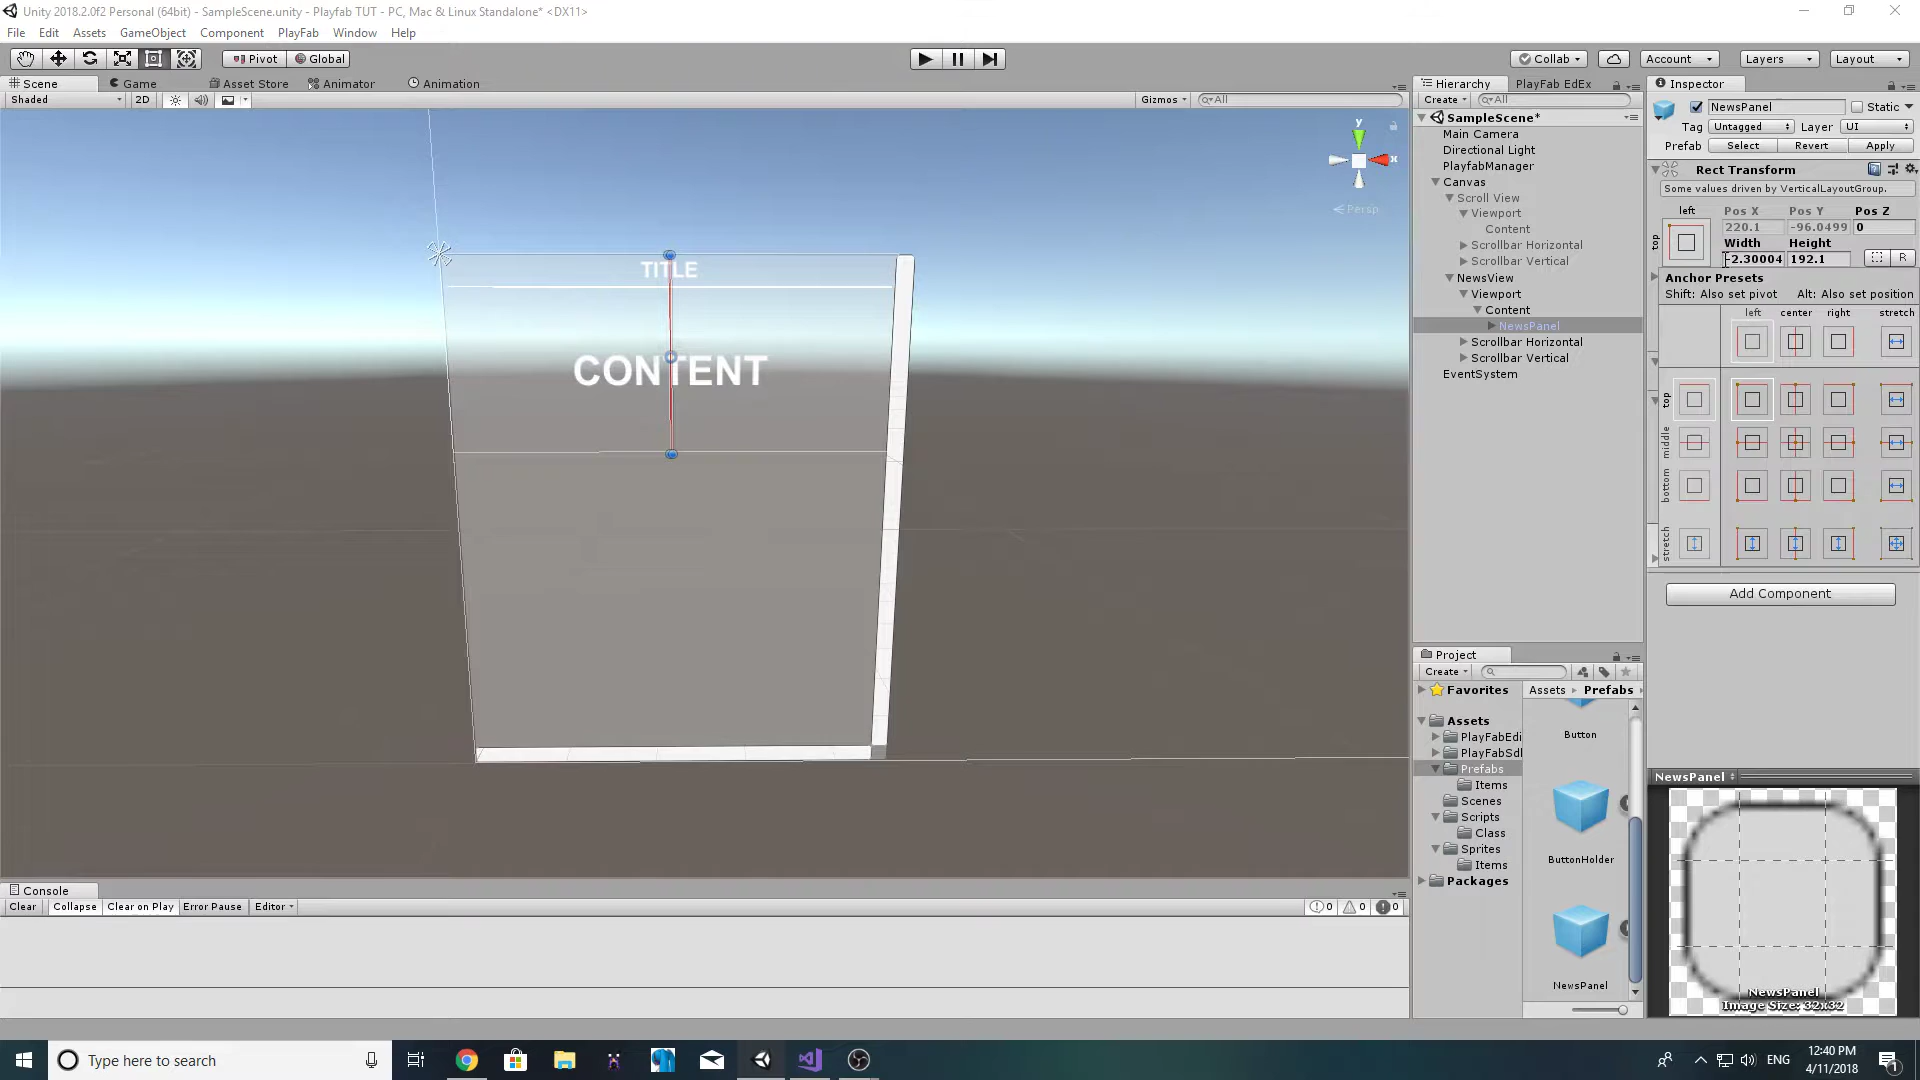 Unity 2018.2.0f2 Personal (64bit) - SampleScene.unity - Playfab TUT - PC, Mac & Linux Standalone* <DX11>
File Edit Assets GameObject Component PlayFab Window Help
Pivot Global Collab Account Layers Layout
Scene Game Asset Store Animator Animation
Shaded 2D Gizmos All
y
x
Persp
TITLE
CONTENT
Hierarchy PlayFab EdEx
Create All
SampleScene*
Main Camera
Directional Light
PlayfabManager
Canvas
Scroll View
Viewport
Content
Scrollbar Horizontal
Scrollbar Vertical
NewsView
Viewport
Content
NewsPanel
Scrollbar Horizontal
Scrollbar Vertical
EventSystem
Inspector
NewsPanel Static
Tag Untagged Layer UI
Prefab Select Revert Apply
Rect Transform
Some values driven by VerticalLayoutGroup.
left Pos X Pos Y Pos Z
top 220.1 -96.0499 0
Width Height
-2.30004 192.1 R
Anchor Presets
Shift: Also set pivot Alt: Also set position
left center right stretch
top
middle
bottom
stretch
Add Component
Project
Create
Favorites
Assets
PlayFabEdi
PlayFabSdl
Prefabs
Items
Scenes
Scripts
Class
Sprites
Items
Packages
Assets Prefabs
Button
ButtonHolder
NewsPanel
NewsPanel
NewsPanel
Image Size: 32x32
Console
Clear Collapse Clear on Play Error Pause Editor 0 0 0
Type here to search
ENG
12:40 PM
4/11/2018
1